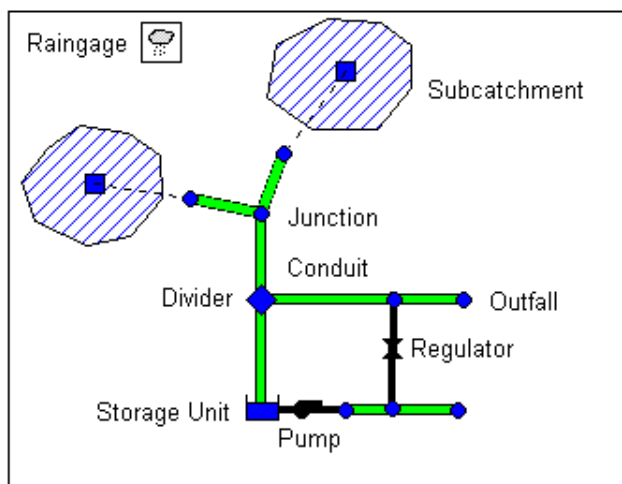 Raingage
Subcatchment
Junction
Conduit
Divider
Outfall
Regulator
Storage Unit
Pump